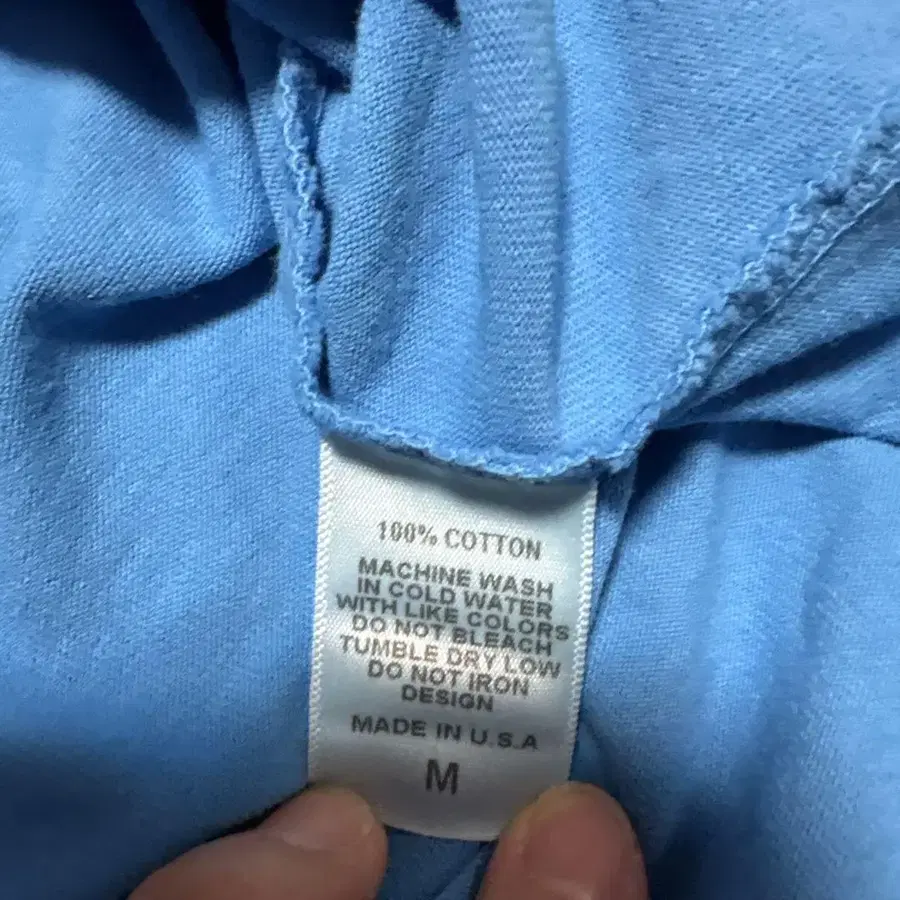 100% COTTON
MACHINE WASH
IN COLD WATER
WITH LIKE COLORS
DO NOT BLEACH
TUMBLE DRY LOW
DO NOT IRON
DESIGN
MADE IN U.S.A
M